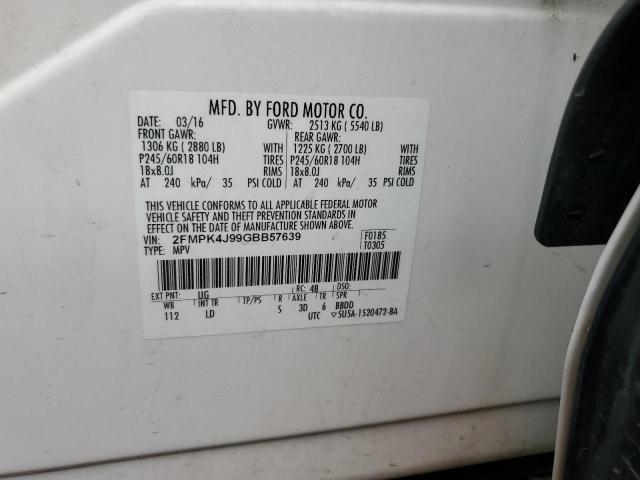 MFD. BY FORD MOTOR CO.
DATE: 03/16 GVWR: 2513 KG ( 5540 LB)
FRONT GAWR: REAR GAWR:
1306 KG ( 2880 LB) WITH 1225 KG ( 2700 LB) WITH
P245/60R18 104H TIRES P245/60R18 104H TIRES
18x8.0J RIMS 18x8.0J RIMS
AT 240 kPa/ 35 PSI COLD AT 240 kPa/ 35 PSI COLD
THIS VEHICLE CONFORMS TO ALL APPLICABLE FEDERAL MOTOR
VEHICLE SAFETY AND THEFT PREVENTION STANDARDS IN
EFFECT ON THE DATE OF MANUFACTURE SHOWN ABOVE.
VIN: 2FMPK4J99GBB57639 F0185
TYPE: MPV T0305
EXT PNT: UG RC: 48 DSO:
WB TP/PS R AXLE TR SPR
112 LD S 3D 6 BBDD
UTC 5U5A-1520472-BA